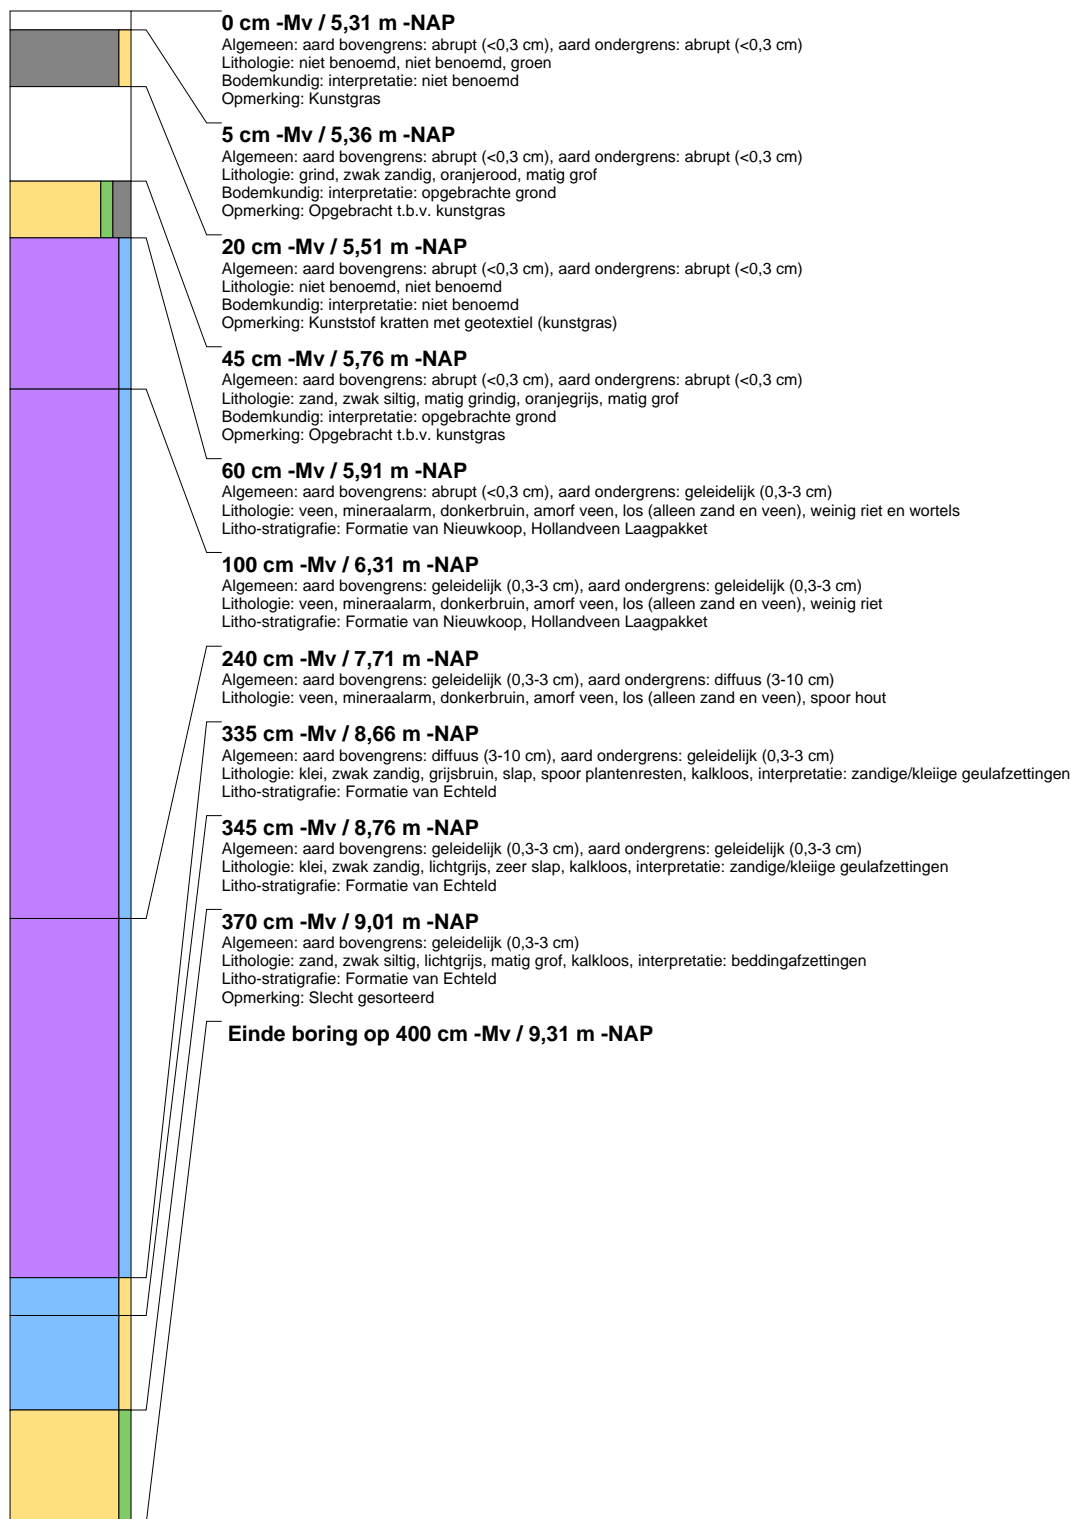 0 cm -Mv / 5,31 m -NAP
Algemeen: aard bovengrens: abrupt (<0,3 cm), aard ondergrens: abrupt (<0,3 cm)
Lithologie: niet benoemd, niet benoemd, groen
Bodemkundig: interpretatie: niet benoemd
Opmerking: Kunstgras
5 cm -Mv / 5,36 m -NAP
Algemeen: aard bovengrens: abrupt (<0,3 cm), aard ondergrens: abrupt (<0,3 cm)
Lithologie: grind, zwak zandig, oranjerood, matig grof
Bodemkundig: interpretatie: opgebrachte grond
Opmerking: Opgebracht t.b.v. kunstgras
20 cm -Mv / 5,51 m -NAP
Algemeen: aard bovengrens: abrupt (<0,3 cm), aard ondergrens: abrupt (<0,3 cm)
Lithologie: niet benoemd, niet benoemd
Bodemkundig: interpretatie: niet benoemd
Opmerking: Kunststof kratten met geotextiel (kunstgras)
45 cm -Mv / 5,76 m -NAP
Algemeen: aard bovengrens: abrupt (<0,3 cm), aard ondergrens: abrupt (<0,3 cm)
Lithologie: zand, zwak siltig, matig grindig, oranjegrijs, matig grof
Bodemkundig: interpretatie: opgebrachte grond
Opmerking: Opgebracht t.b.v. kunstgras
60 cm -Mv / 5,91 m -NAP
Algemeen: aard bovengrens: abrupt (<0,3 cm), aard ondergrens: geleidelijk (0,3-3 cm)
Lithologie: veen, mineraalarm, donkerbruin, amorf veen, los (alleen zand en veen), weinig riet en wortels
Litho-stratigrafie: Formatie van Nieuwkoop, Hollandveen Laagpakket
100 cm -Mv / 6,31 m -NAP
Algemeen: aard bovengrens: geleidelijk (0,3-3 cm), aard ondergrens: geleidelijk (0,3-3 cm)
Lithologie: veen, mineraalarm, donkerbruin, amorf veen, los (alleen zand en veen), weinig riet
Litho-stratigrafie: Formatie van Nieuwkoop, Hollandveen Laagpakket
240 cm -Mv / 7,71 m -NAP
Algemeen: aard bovengrens: geleidelijk (0,3-3 cm), aard ondergrens: diffuus (3-10 cm)
Lithologie: veen, mineraalarm, donkerbruin, amorf veen, los (alleen zand en veen), spoor hout
335 cm -Mv / 8,66 m -NAP
Algemeen: aard bovengrens: diffuus (3-10 cm), aard ondergrens: geleidelijk (0,3-3 cm)
Lithologie: klei, zwak zandig, grijsbruin, slap, spoor plantenresten, kalkloos, interpretatie: zandige/kleiige geulafzettingen
Litho-stratigrafie: Formatie van Echteld
345 cm -Mv / 8,76 m -NAP
Algemeen: aard bovengrens: geleidelijk (0,3-3 cm), aard ondergrens: geleidelijk (0,3-3 cm)
Lithologie: klei, zwak zandig, lichtgrijs, zeer slap, kalkloos, interpretatie: zandige/kleiige geulafzettingen
Litho-stratigrafie: Formatie van Echteld
370 cm -Mv / 9,01 m -NAP
Algemeen: aard bovengrens: geleidelijk (0,3-3 cm)
Lithologie: zand, zwak siltig, lichtgrijs, matig grof, kalkloos, interpretatie: beddingafzettingen
Litho-stratigrafie: Formatie van Echteld
Opmerking: Slecht gesorteerd
Einde boring op 400 cm -Mv / 9,31 m -NAP